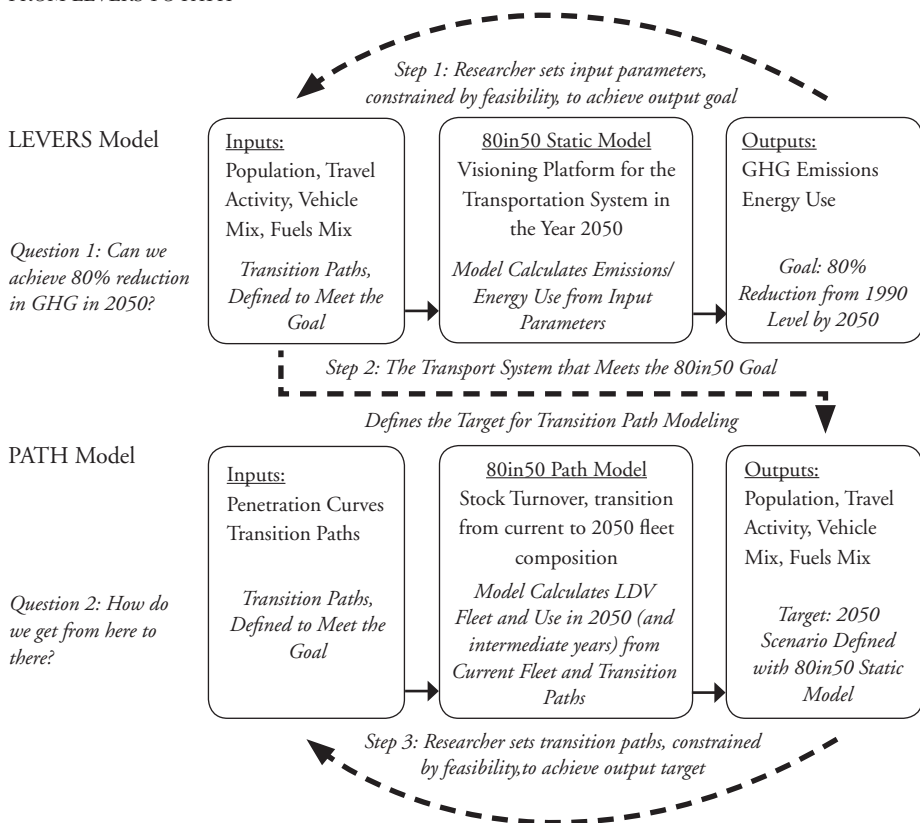 Step 1: Researcher sets input parameters,
constrained by feasibility, to achieve output goal
LEVERS Model
Question 1: Can we
achieve 80% reduction
in GHG in 2050?
Inputs:
Population, Travel
Activity, Vehicle
Mix, Fuels Mix
Transition Paths,
Defined to Meet the
Goal
80in50 Static Model
Visioning Platform for the
Transportation System in
the Year 2050
Model Calculates Emissions/
Energy Use from Input
Parameters
Outputs:
GHG Emissions
Energy Use
Goal: 80%
Reduction from 1990
Level by 2050
Step 2: The Transport System that Meets the 80in50 Goal
Defines the Target for Transition Path Modeling
PATH Model
Question 2: How do
we get from here to
there?
Inputs:
Penetration Curves
Transition Paths
Transition Paths,
Defined to Meet the
Goal
80in50 Path Model
Stock Turnover, transition
from current to 2050 fleet
composition
Model Calculates LDV
Fleet and Use in 2050 (and
intermediate years) from
Current Fleet and Transition
Paths
Outputs:
Population, Travel
Activity, Vehicle
Mix, Fuels Mix
Target: 2050
Scenario Defined
with 80in50 Static
Model
Step 3: Researcher sets transition paths, constrained
by feasibility,to achieve output target